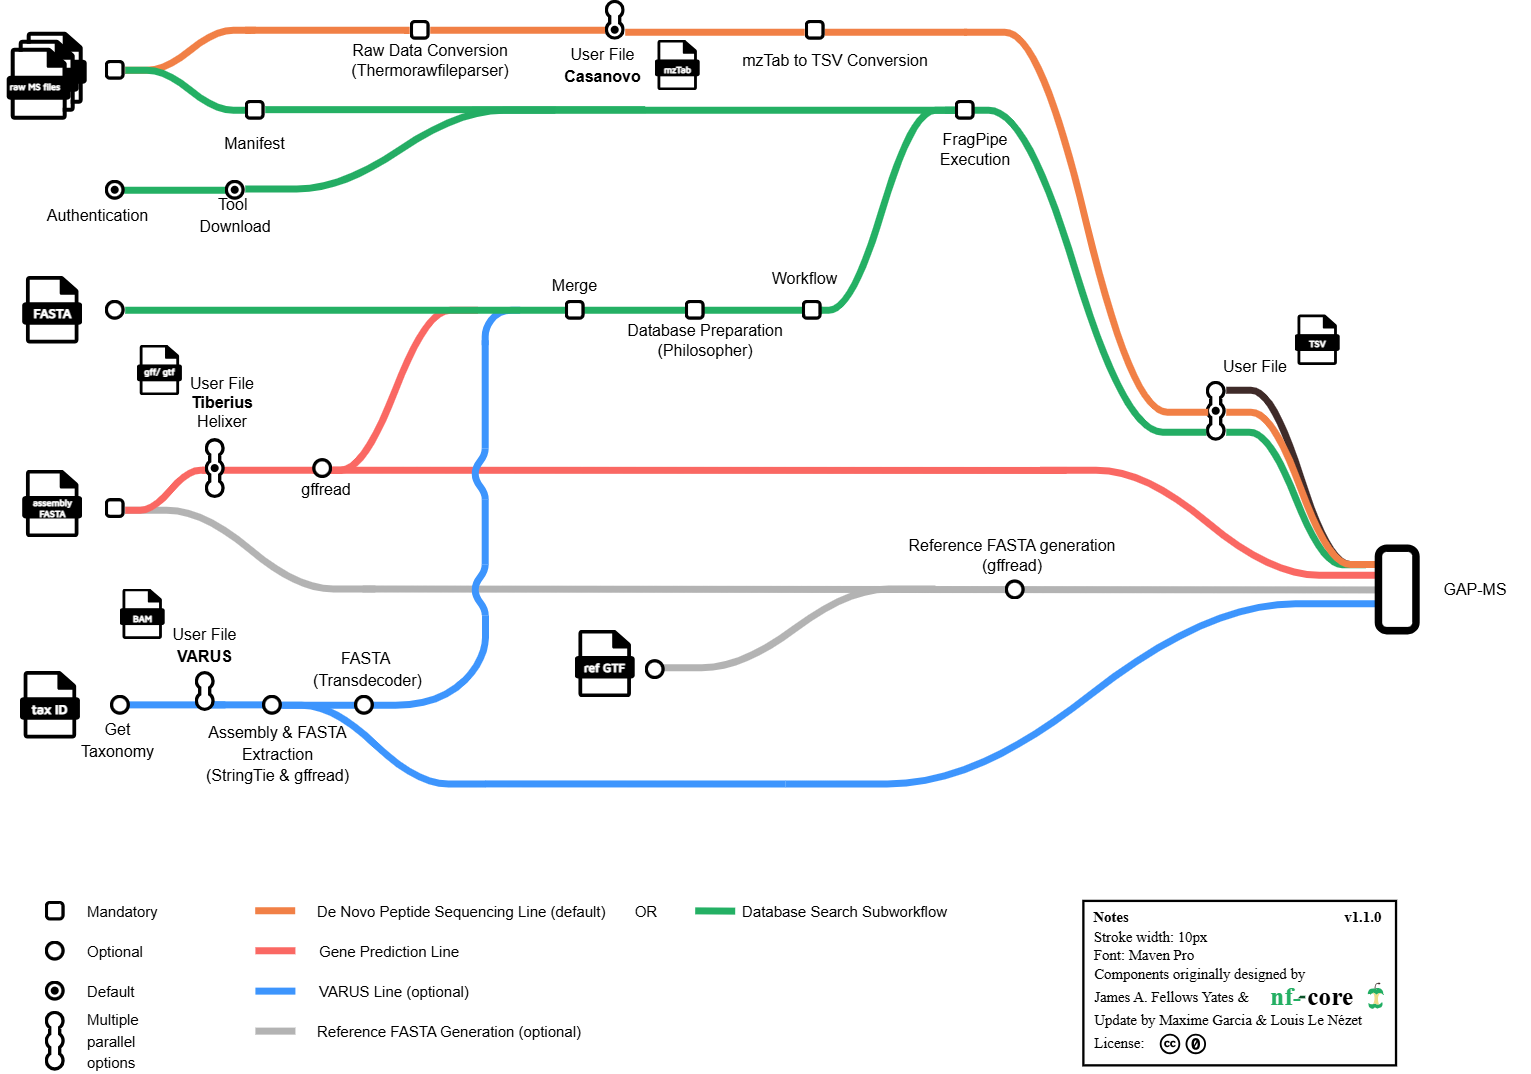 raw MS files
Raw Data Conversion
(Thermorawfileparser)
User File
Casanovo
mzTab
mzTab to TSV Conversion
Manifest
FragPipe
Execution
Authentication
Tool
Download
FASTA
Merge
Workflow
Database Preparation
(Philosopher)
gff/ gtf
User File
Tiberius
Helixer
TSV
User File
assembly
FASTA
gffread
Reference FASTA generation
(gffread)
GAP-MS
BAM
User File
VARUS
FASTA
(Transdecoder)
ref GTF
tax ID
Get
Taxonomy
Assembly & FASTA
Extraction
(StringTie & gffread)
Mandatory
Optional
Default
Multiple
parallel
options
De Novo Peptide Sequencing Line (default)
OR
Database Search Subworkflow
Gene Prediction Line
VARUS Line (optional)
Reference FASTA Generation (optional)
Notes v1.1.0
Stroke width: 10px
Font: Maven Pro
Components originally designed by
James A. Fellows Yates & nf-core
Update by Maxime Garcia & Louis Le Nézet
License: cc 0